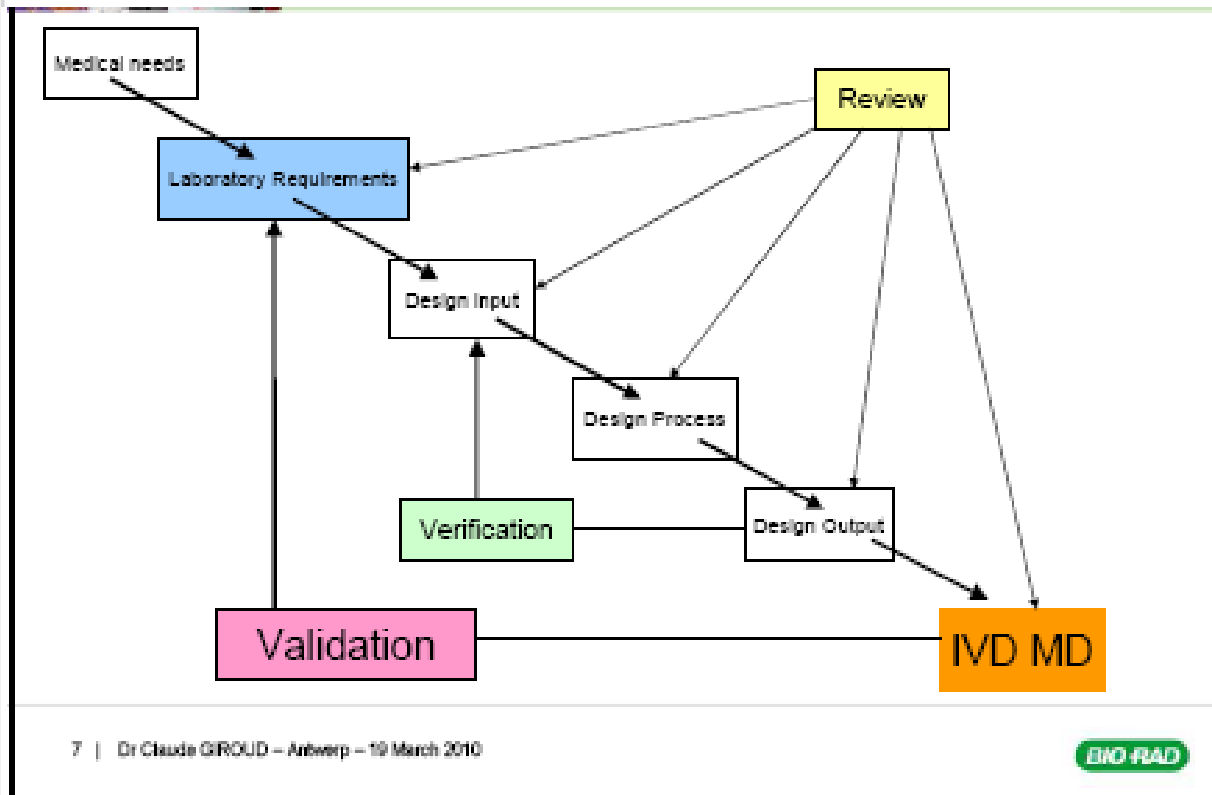 Medical needs
Review
Laboratory Requirements
Design Input
Design Process
Verification
Design Output
Validation
IVD MD
7 | Dr Claude GIROUD – Antwerp – 19 March 2010
BIO-RAD